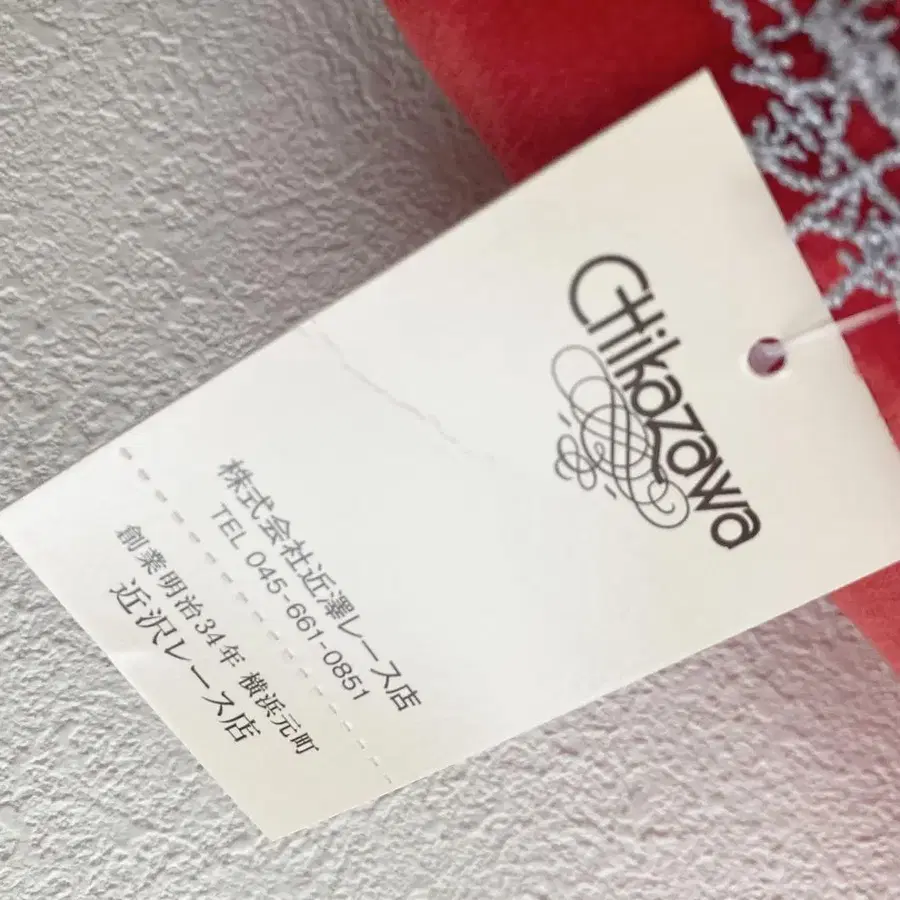 CHikazawa
株式会社近澤レース店
TEL 045-661-0851
創業明治34年 横浜元町
近沢レース店